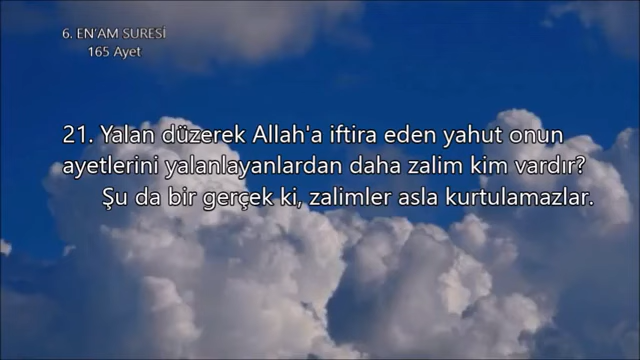 6. EN'AM SURESİ
165 Ayet
21. Yalan düzerek Allah'a iftira eden yahut onun
ayetlerini yalanlayanlardan daha zalim kim vardır?
Şu da bir gerçek ki, zalimler asla kurtulamazlar.